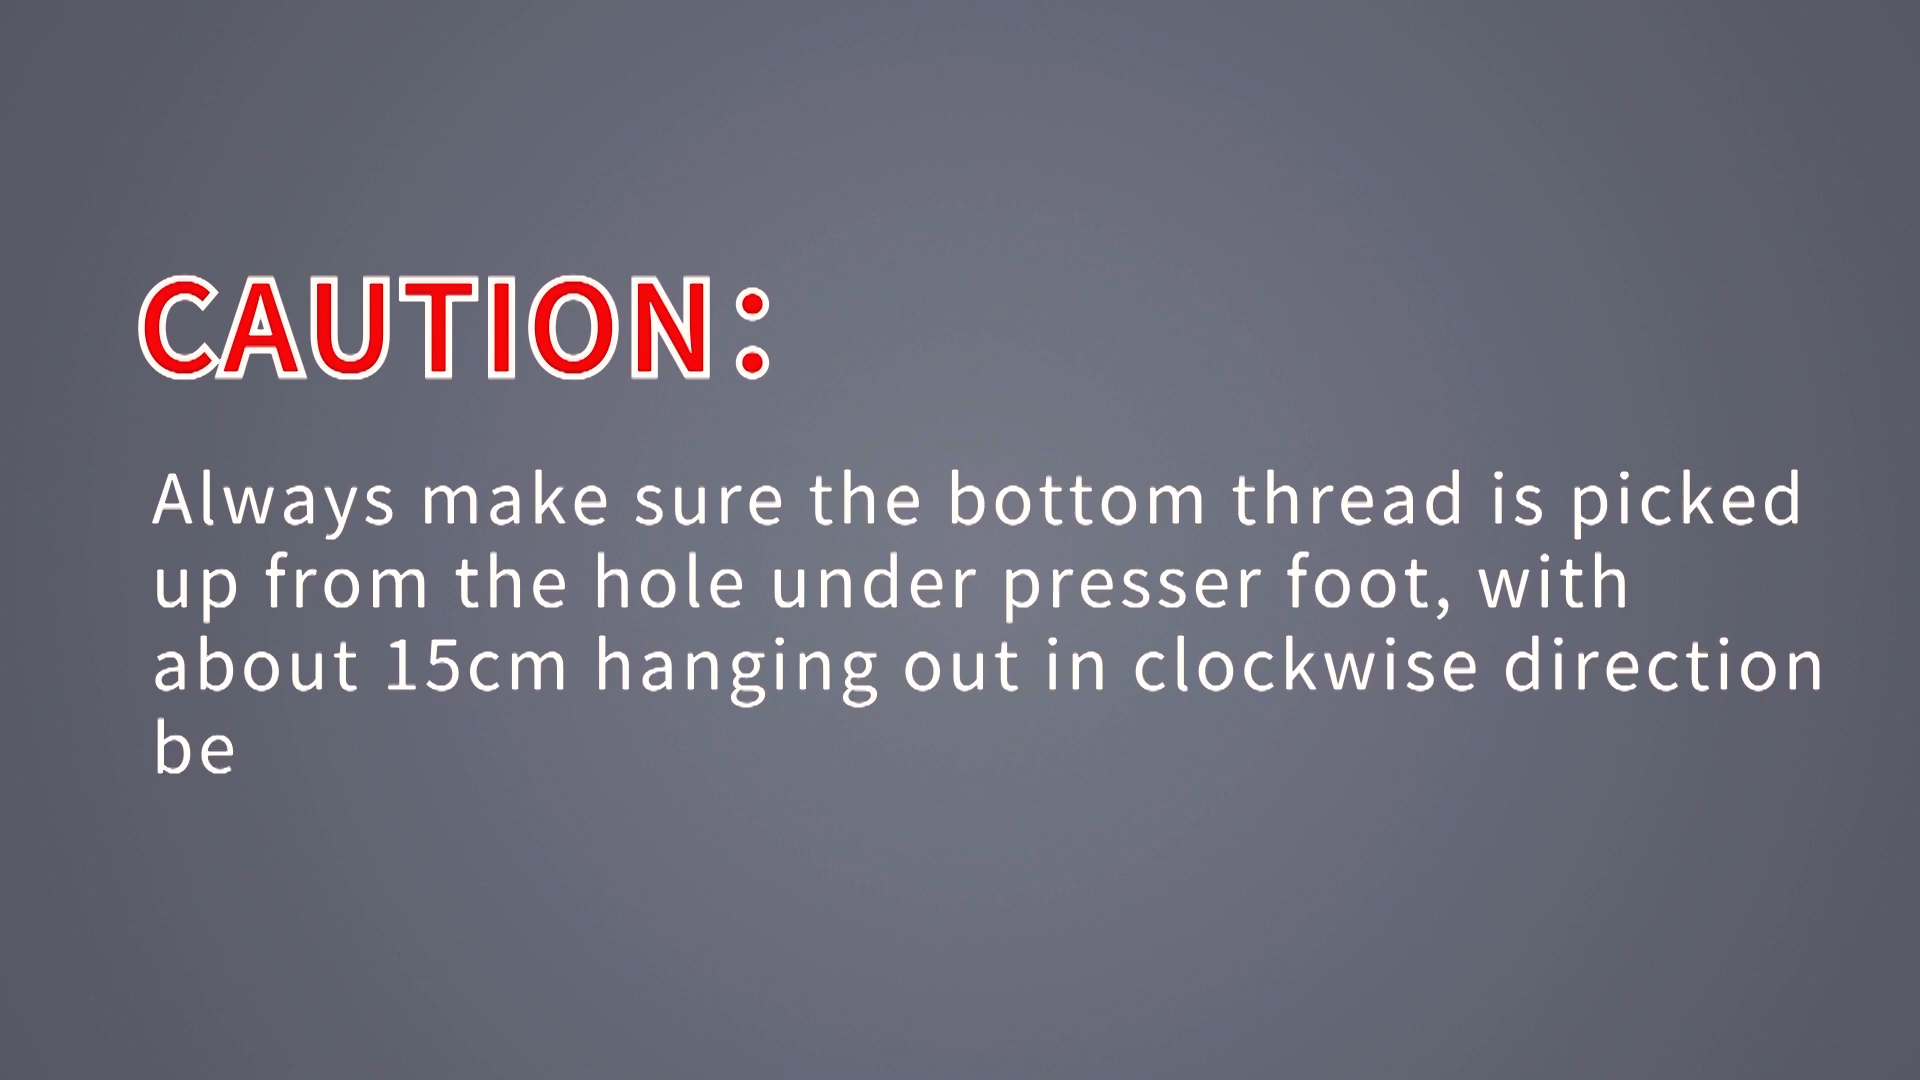 CAUTION：
Always make sure the bottom thread is picked
up from the hole under presser foot, with
about 15cm hanging out in clockwise direction
be